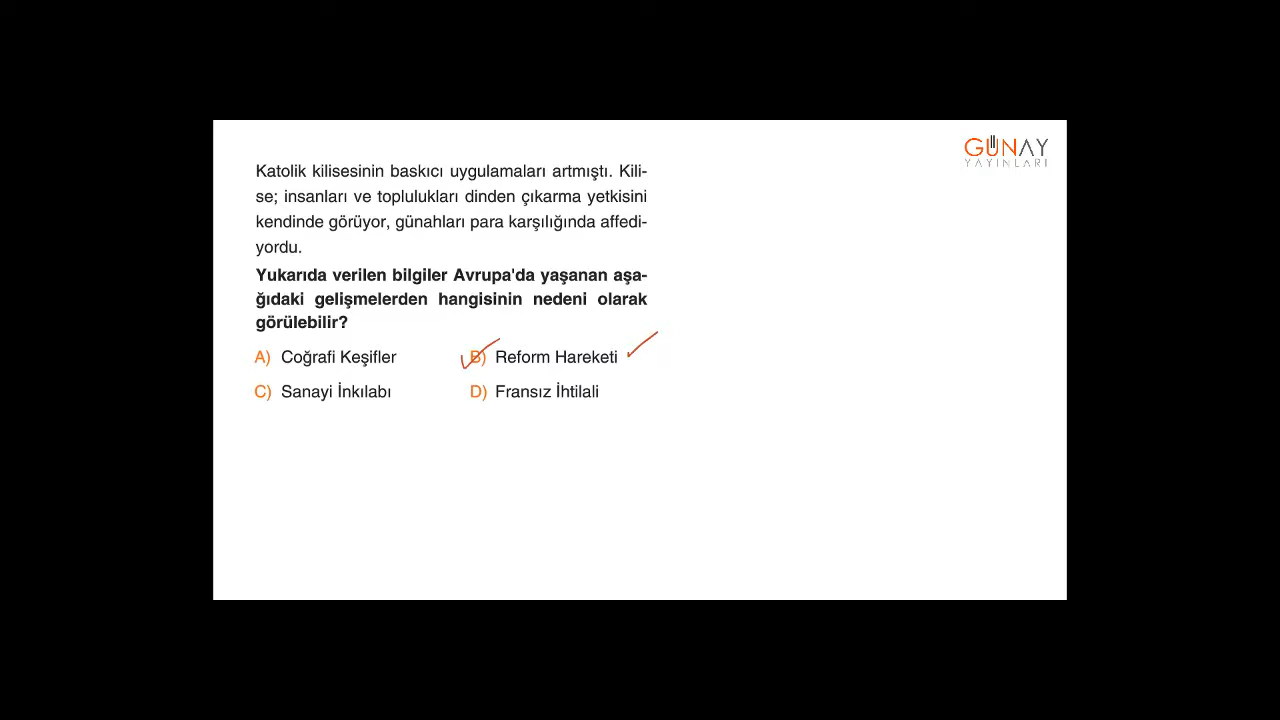 GÜNAY
YAYINLARI
Katolik kilisesinin baskıcı uygulamaları artmıştı. Kili-
se; insanları ve toplulukları dinden çıkarma yetkisini
kendinde görüyor, günahları para karşılığında affedi-
yordu.
Yukarıda verilen bilgiler Avrupa'da yaşanan aşa-
ğıdaki gelişmelerden hangisinin nedeni olarak
görülebilir?
A) Coğrafi Keşifler B) Reform Hareketi
C) Sanayi İnkılabı D) Fransız İhtilali